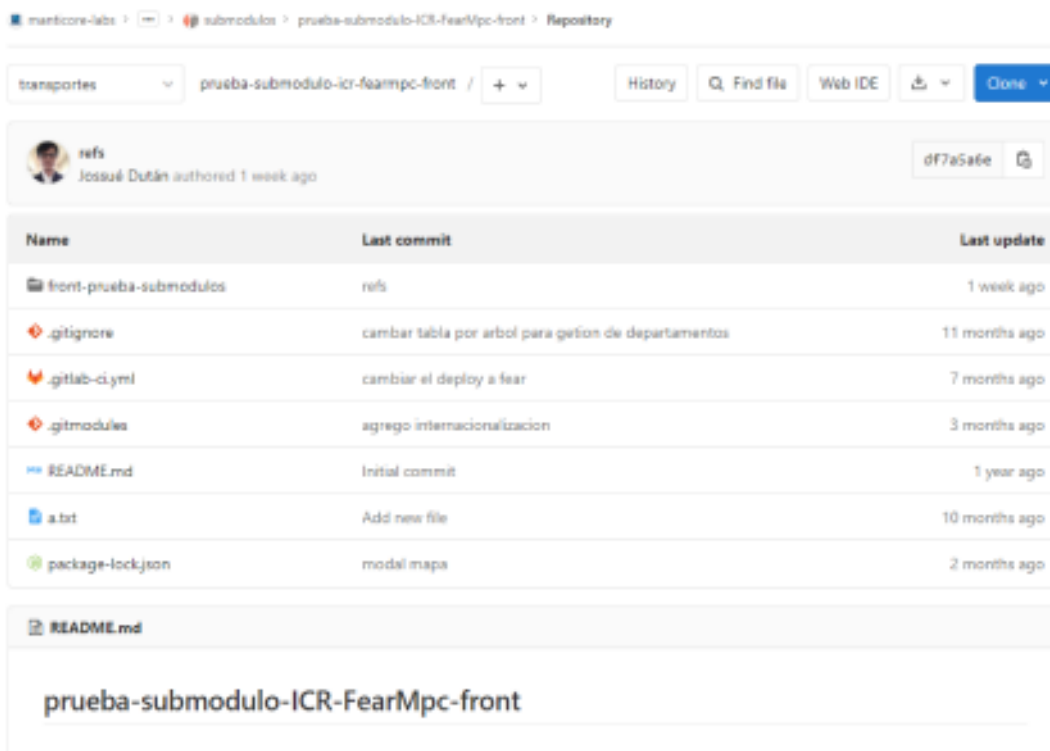 manticore-labs > ... > submodulos > prueba-submodulo-ICR-FearMpc-front > Repository
transportes prueba-submodulo-icr-fearmpc-front / + History Find file Web IDE Clone
refs
Jossué Dután authored 1 week ago
df7a5a6e
Name Last commit Last update
front-prueba-submodulos refs 1 week ago
.gitignore cambar tabla por arbol para getion de departamentos 11 months ago
.gitlab-ci.yml cambiar el deploy a fear 7 months ago
.gitmodules agrego internacionalizacion 3 months ago
README.md Initial commit 1 year ago
a.txt Add new file 10 months ago
package-lock.json modal mapa 2 months ago
README.md
prueba-submodulo-ICR-FearMpc-front